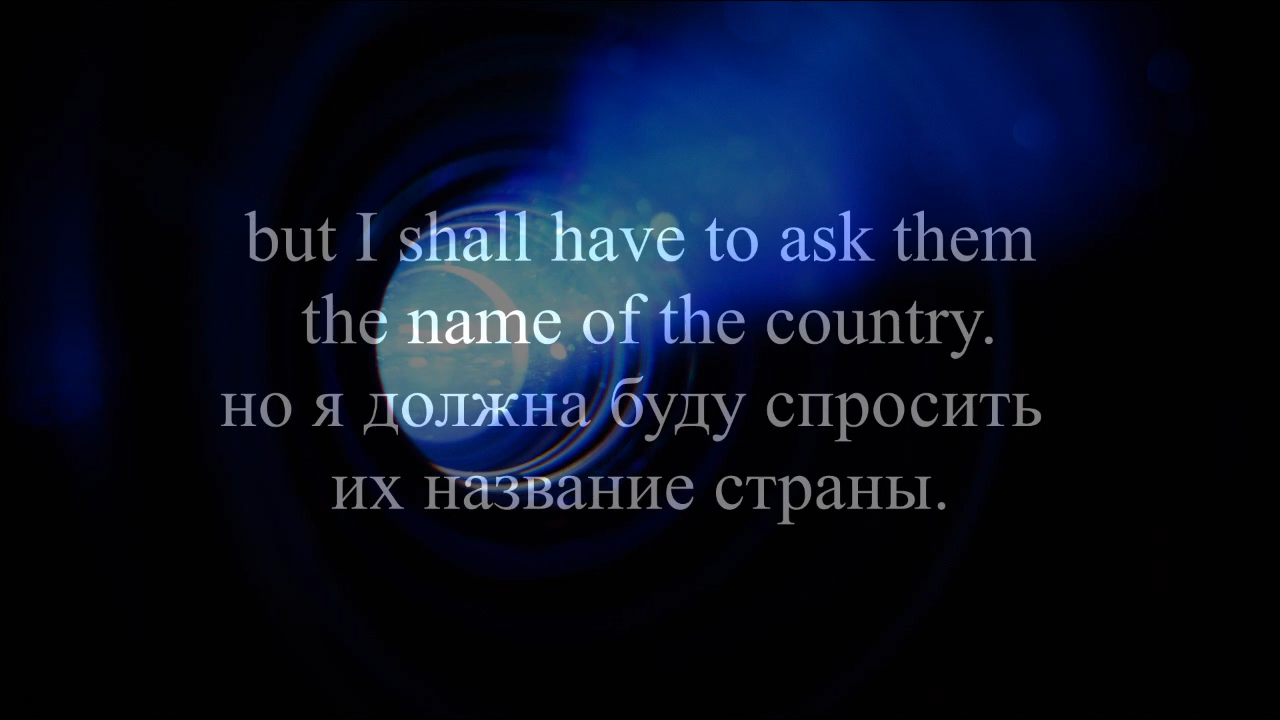 but I shall have to ask them
the name of the country.
но я должна буду спросить
их название страны.